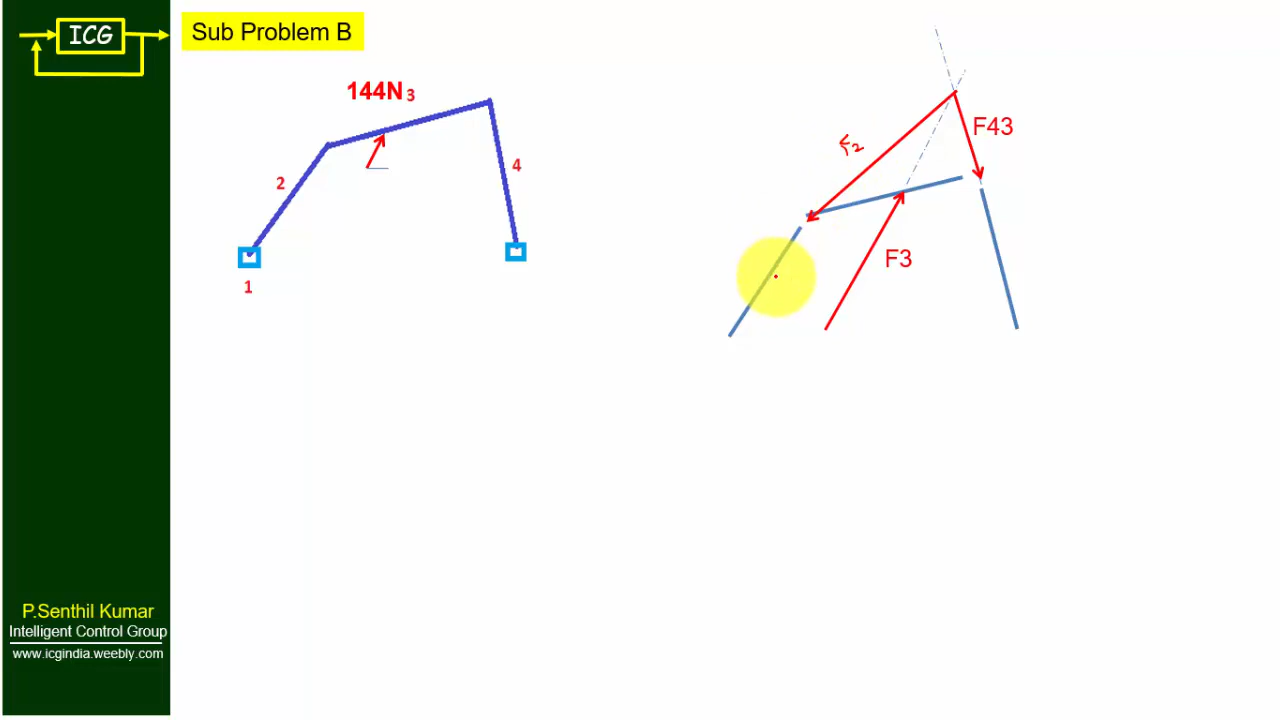 ICG
Sub Problem B
144N 3
2
4
1
F2
F43
F3
P.Senthil Kumar
Intelligent Control Group
www.icgindia.weebly.com